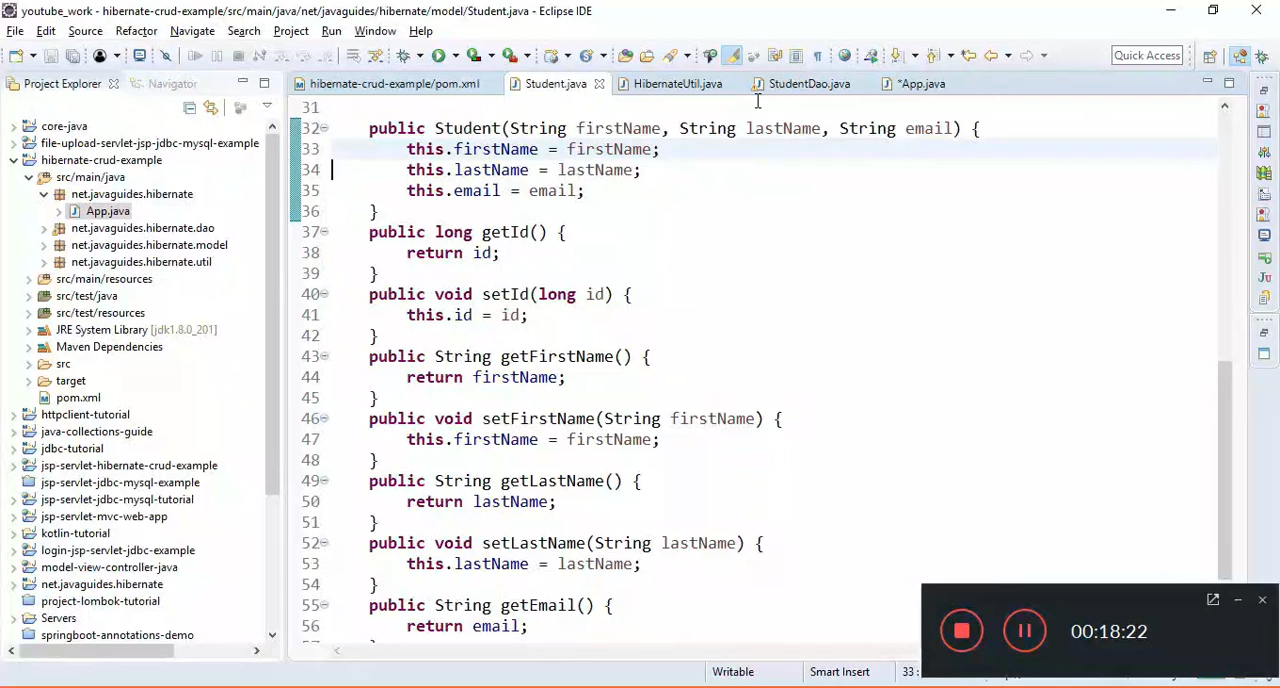 youtube_work - hibernate-crud-example/src/main/java/net/javaguides/hibernate/model/Student.java - Eclipse IDE
File Edit Source Refactor Navigate Search Project Run Window Help
Quick Access
Project Explorer Navigator
hibernate-crud-example/pom.xml Student.java HibernateUtil.java StudentDao.java *App.java
core-java
file-upload-servlet-jsp-jdbc-mysql-example
hibernate-crud-example
src/main/java
net.javaguides.hibernate
App.java
net.javaguides.hibernate.dao
net.javaguides.hibernate.model
net.javaguides.hibernate.util
src/main/resources
src/test/java
src/test/resources
JRE System Library [jdk1.8.0_201]
Maven Dependencies
src
target
pom.xml
httpclient-tutorial
java-collections-guide
jdbc-tutorial
jsp-servlet-hibernate-crud-example
jsp-servlet-jdbc-mysql-example
jsp-servlet-jdbc-mysql-tutorial
jsp-servlet-mvc-web-app
kotlin-tutorial
login-jsp-servlet-jdbc-example
model-view-controller-java
net.javaguides.hibernate
project-lombok-tutorial
Servers
springboot-annotations-demo
31
32 public Student(String firstName, String lastName, String email) {
33 this.firstName = firstName;
34 this.lastName = lastName;
35 this.email = email;
36 }
37 public long getId() {
38 return id;
39 }
40 public void setId(long id) {
41 this.id = id;
42 }
43 public String getFirstName() {
44 return firstName;
45 }
46 public void setFirstName(String firstName) {
47 this.firstName = firstName;
48 }
49 public String getLastName() {
50 return lastName;
51 }
52 public void setLastName(String lastName) {
53 this.lastName = lastName;
54 }
55 public String getEmail() {
56 return email;
00:18:22
Writable Smart Insert 33 :